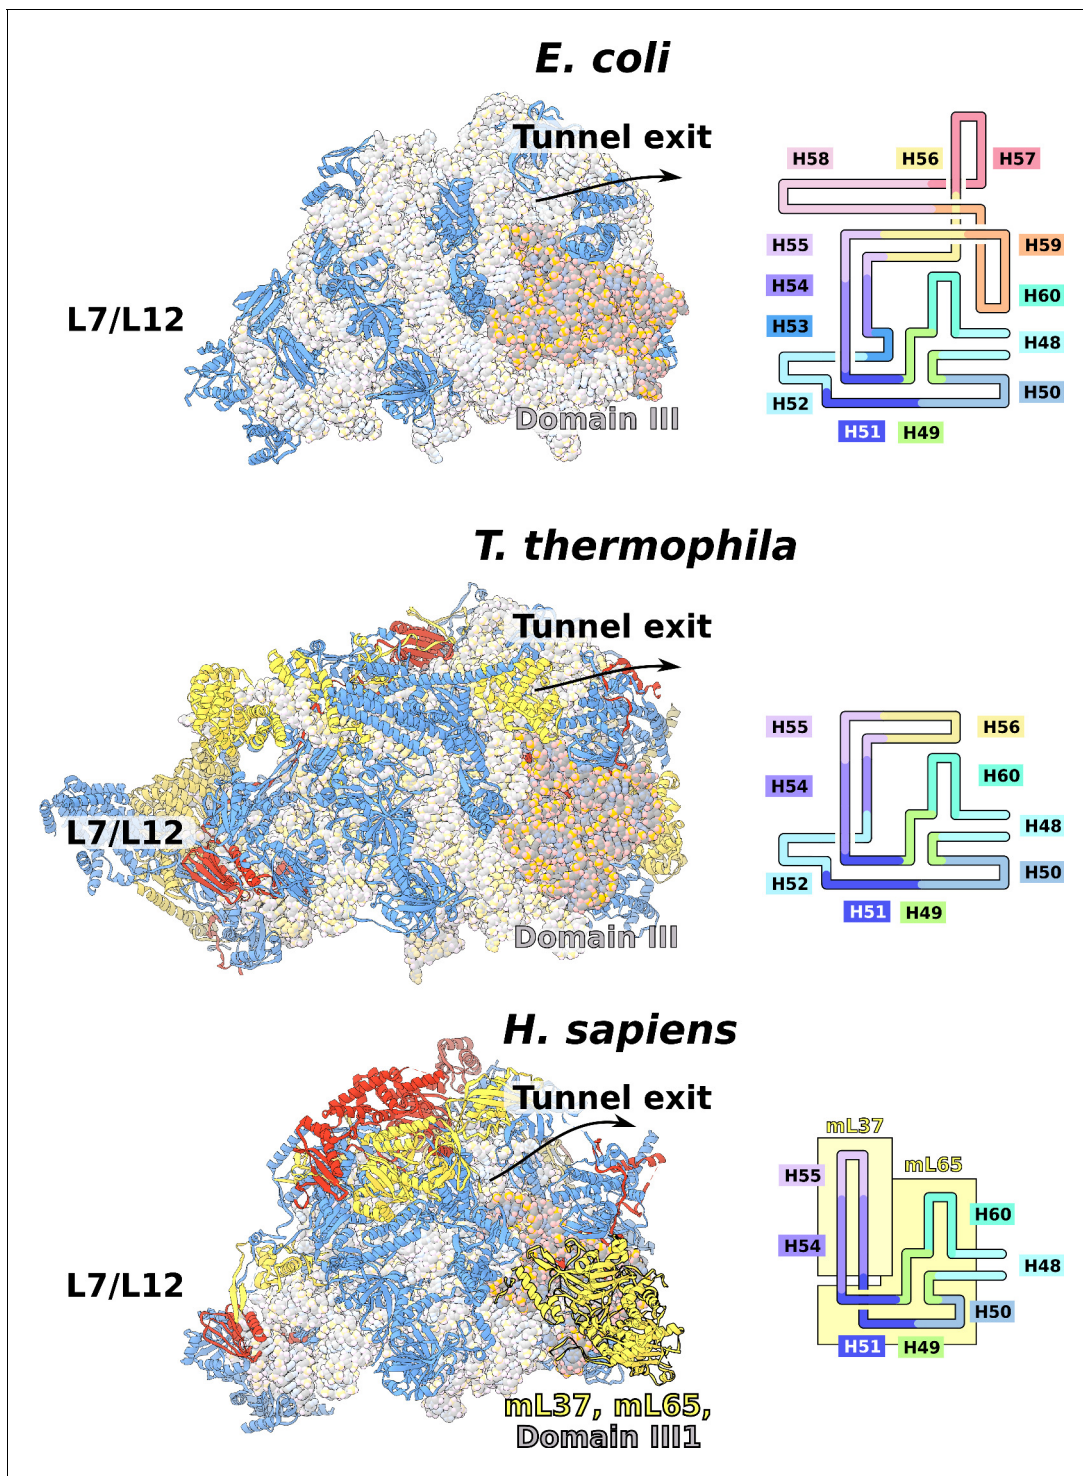 E. coli
Tunnel exit
L7/L12
Domain III
H58
H56
H57
H55
H59
H54
H60
H53
H48
H52
H50
H51
H49
T. thermophila
Tunnel exit
L7/L12
Domain III
H55
H56
H54
H60
H48
H52
H50
H51
H49
H. sapiens
Tunnel exit
L7/L12
mL37, mL65,
Domain III1
mL37
mL65
H55
H60
H54
H48
H50
H51
H49